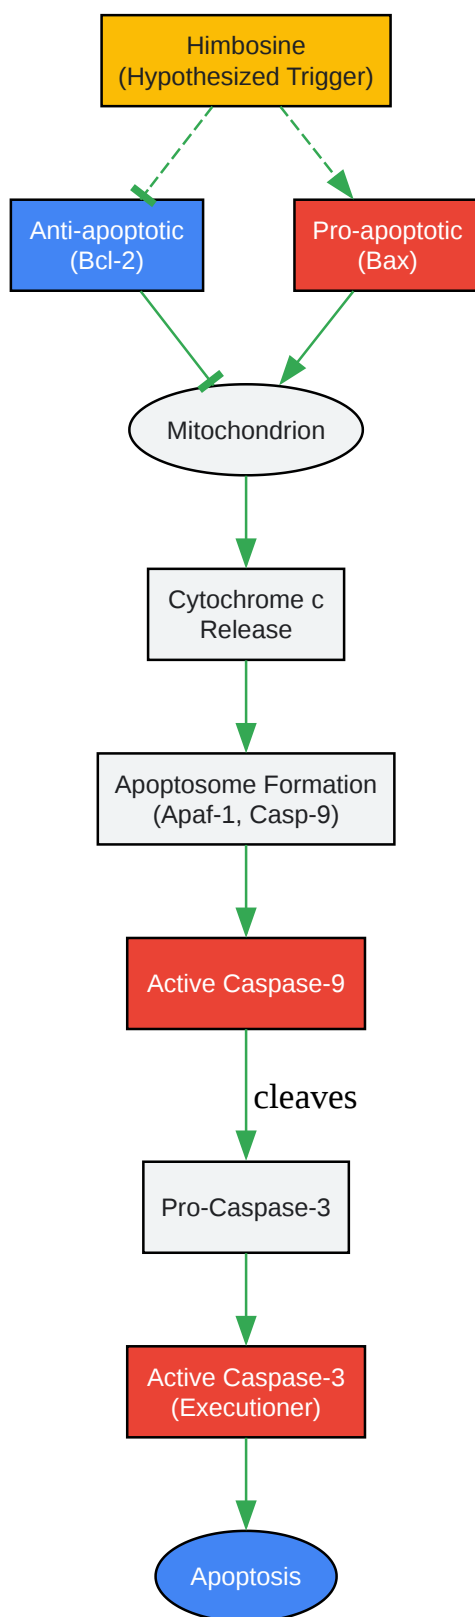 Himbosine
(Hypothesized Trigger)
Anti-apoptotic
(Bcl-2)
Pro-apoptotic
(Bax)
Mitochondrion
Cytochrome c
Release
Apoptosome Formation
(Apaf-1, Casp-9)
Active Caspase-9
cleaves
Pro-Caspase-3
Active Caspase-3
(Executioner)
Apoptosis